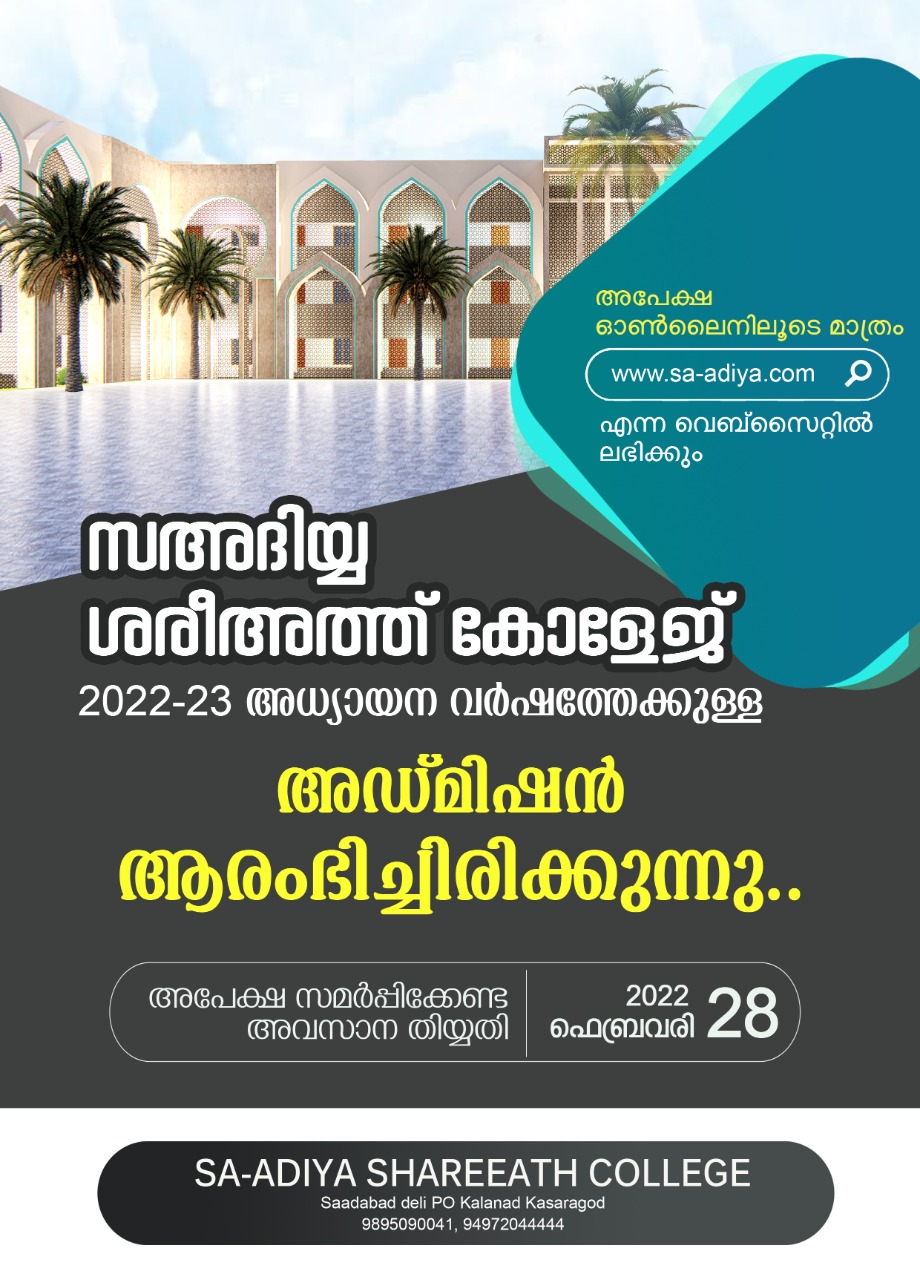 അപേക്ഷ
ഓൺലൈനിലൂടെ മാത്രം
www.sa-adiya.com
എന്ന വെബ്സൈറ്റിൽ
ലഭിക്കും
സഅദിയ്യ
ശരീഅത്ത് കോളേജ്
2022-23 അധ്യായന വർഷത്തേക്കുള്ള
അഡ്മിഷൻ
ആരംഭിച്ചിരിക്കുന്നു..
അപേക്ഷ സമർപ്പിക്കേണ്ട
അവസാന തിയ്യതി
2022
ഫെബ്രവരി 28
SA-ADIYA SHAREEATH COLLEGE
Saadabad deli PO Kalanad Kasaragod
9895090041, 94972044444